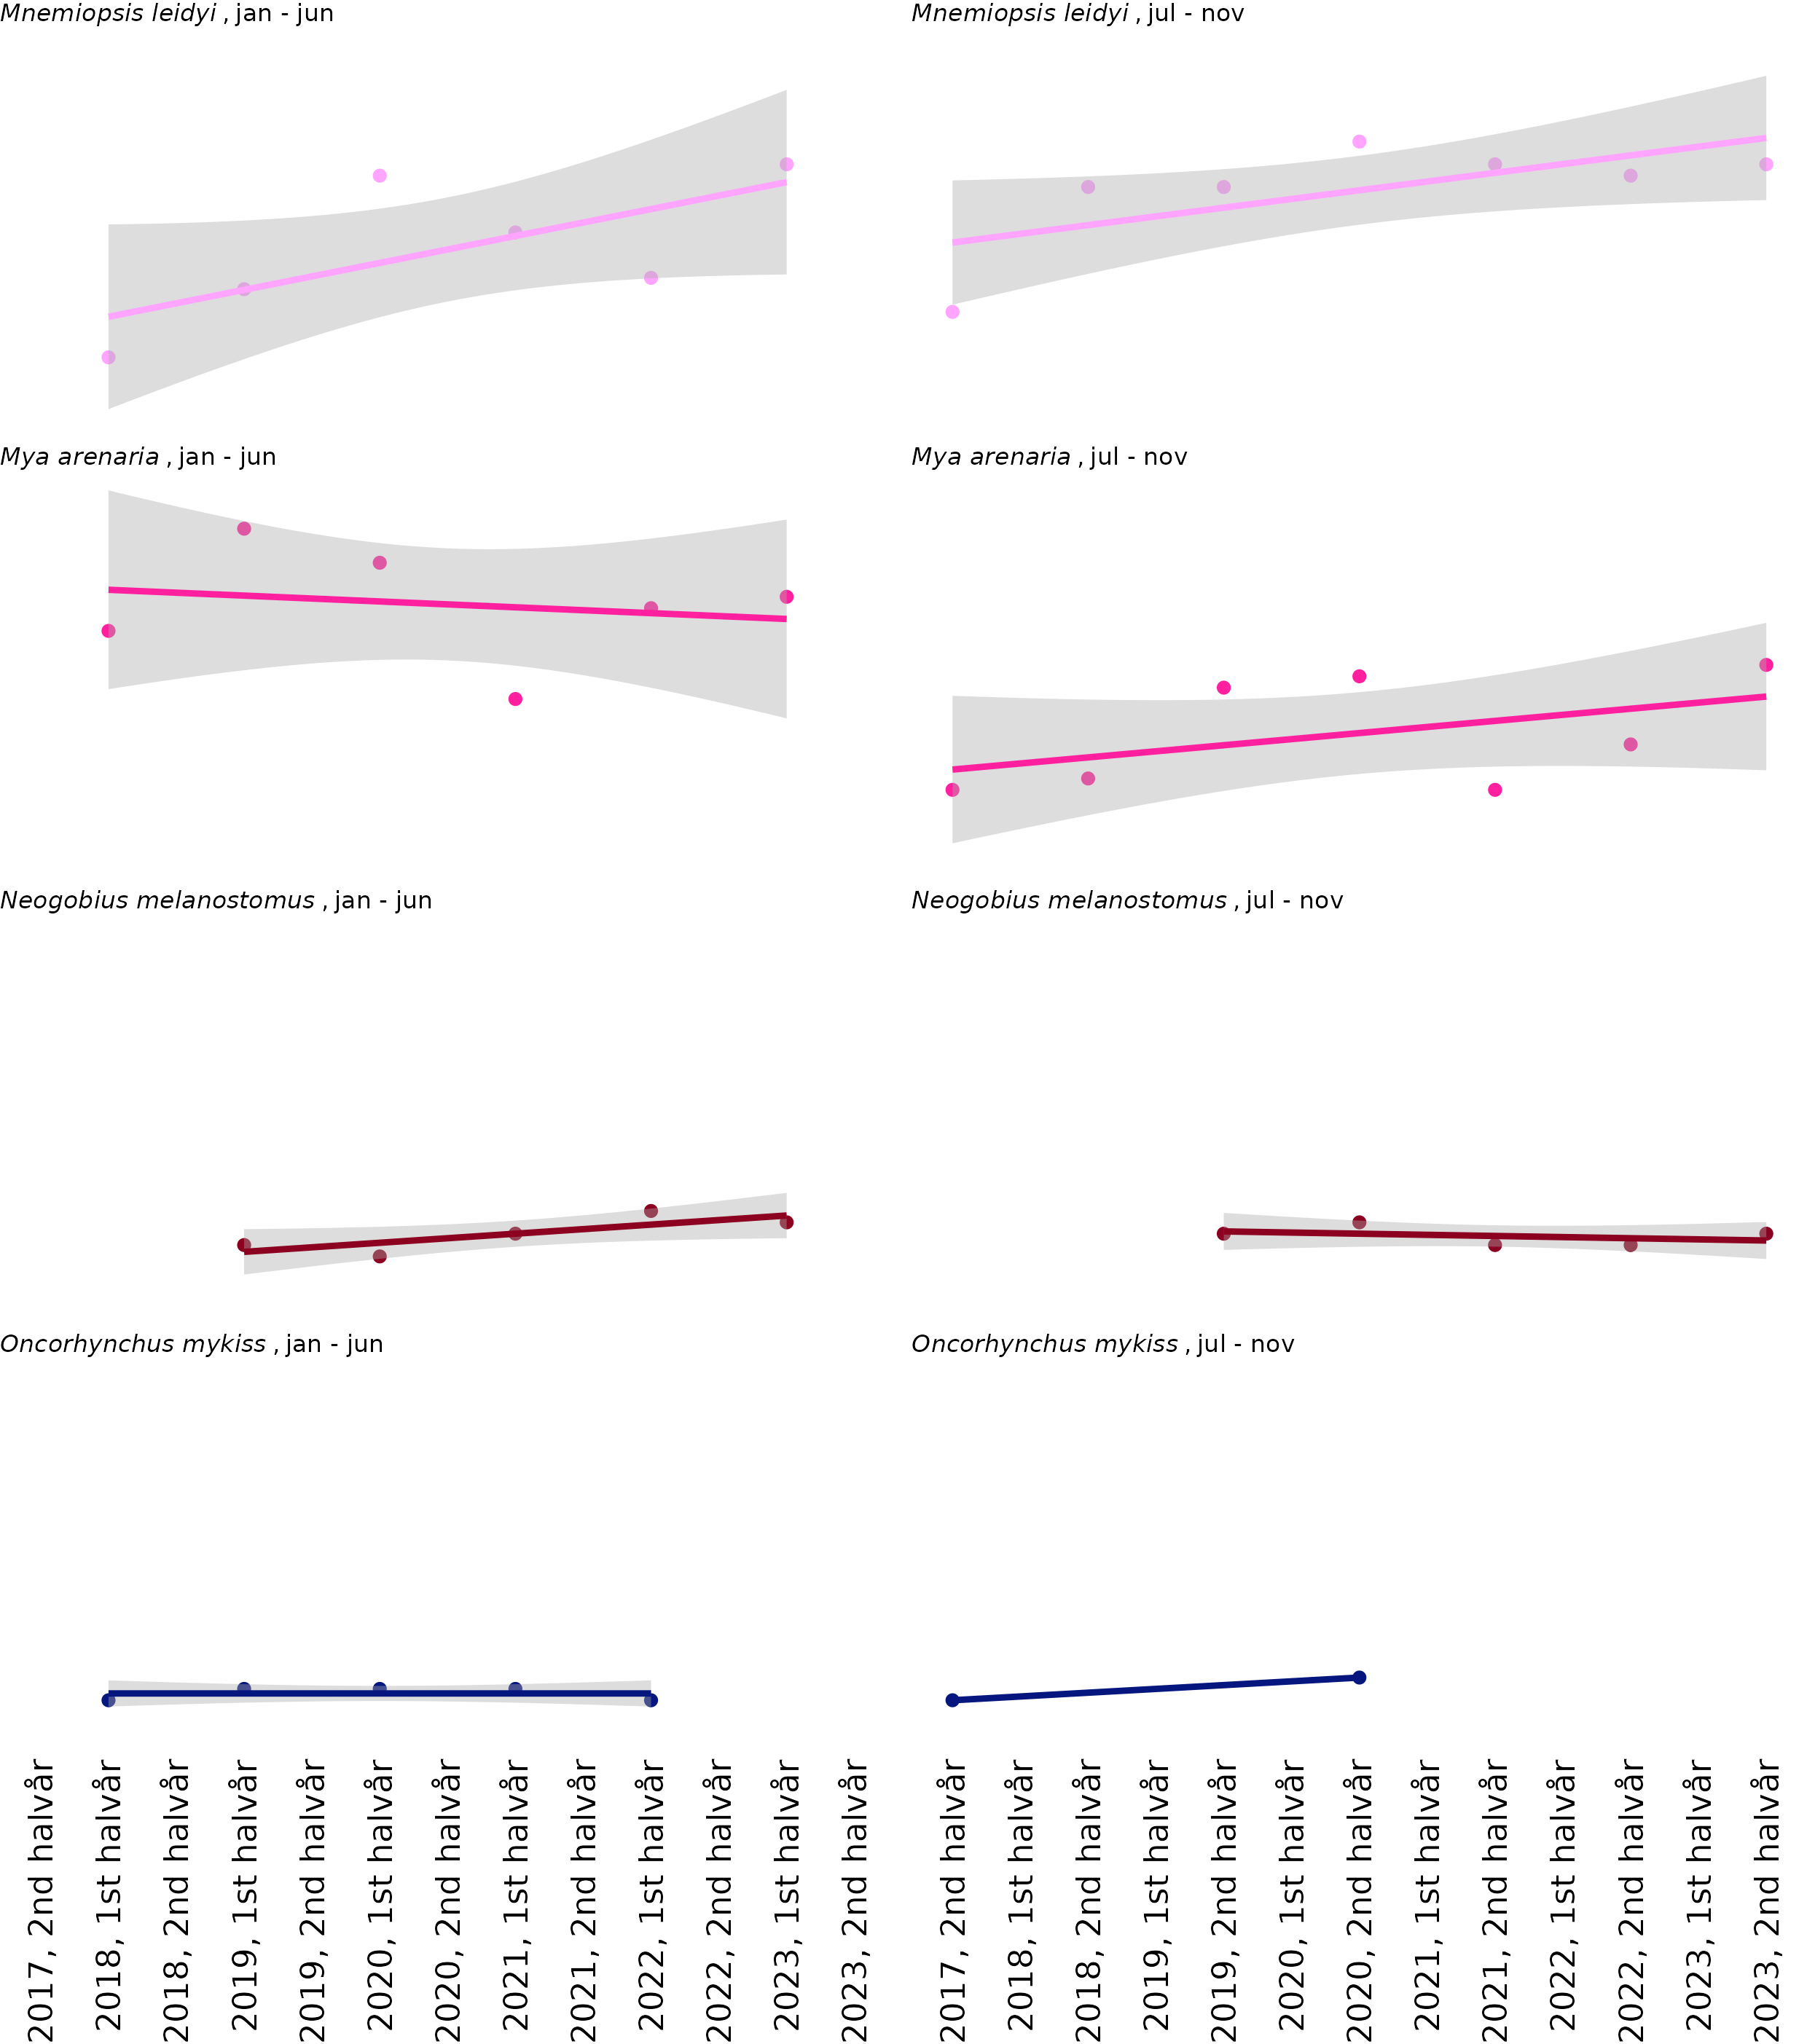 Mnemiopsis leidyi , jan - jun
Mnemiopsis leidyi , jul - nov
Mya arenaria , jan - jun
Mya arenaria , jul - nov
Neogobius melanostomus , jan - jun
Neogobius melanostomus , jul - nov
Oncorhynchus mykiss , jan - jun
Oncorhynchus mykiss , jul - nov
2017, 2nd halvår
2018, 1st halvår
2018, 2nd halvår
2019, 1st halvår
2019, 2nd halvår
2020, 1st halvår
2020, 2nd halvår
2021, 1st halvår
2021, 2nd halvår
2022, 1st halvår
2022, 2nd halvår
2023, 1st halvår
2023, 2nd halvår
2017, 2nd halvår
2018, 1st halvår
2018, 2nd halvår
2019, 1st halvår
2019, 2nd halvår
2020, 1st halvår
2020, 2nd halvår
2021, 1st halvår
2021, 2nd halvår
2022, 1st halvår
2022, 2nd halvår
2023, 1st halvår
2023, 2nd halvår